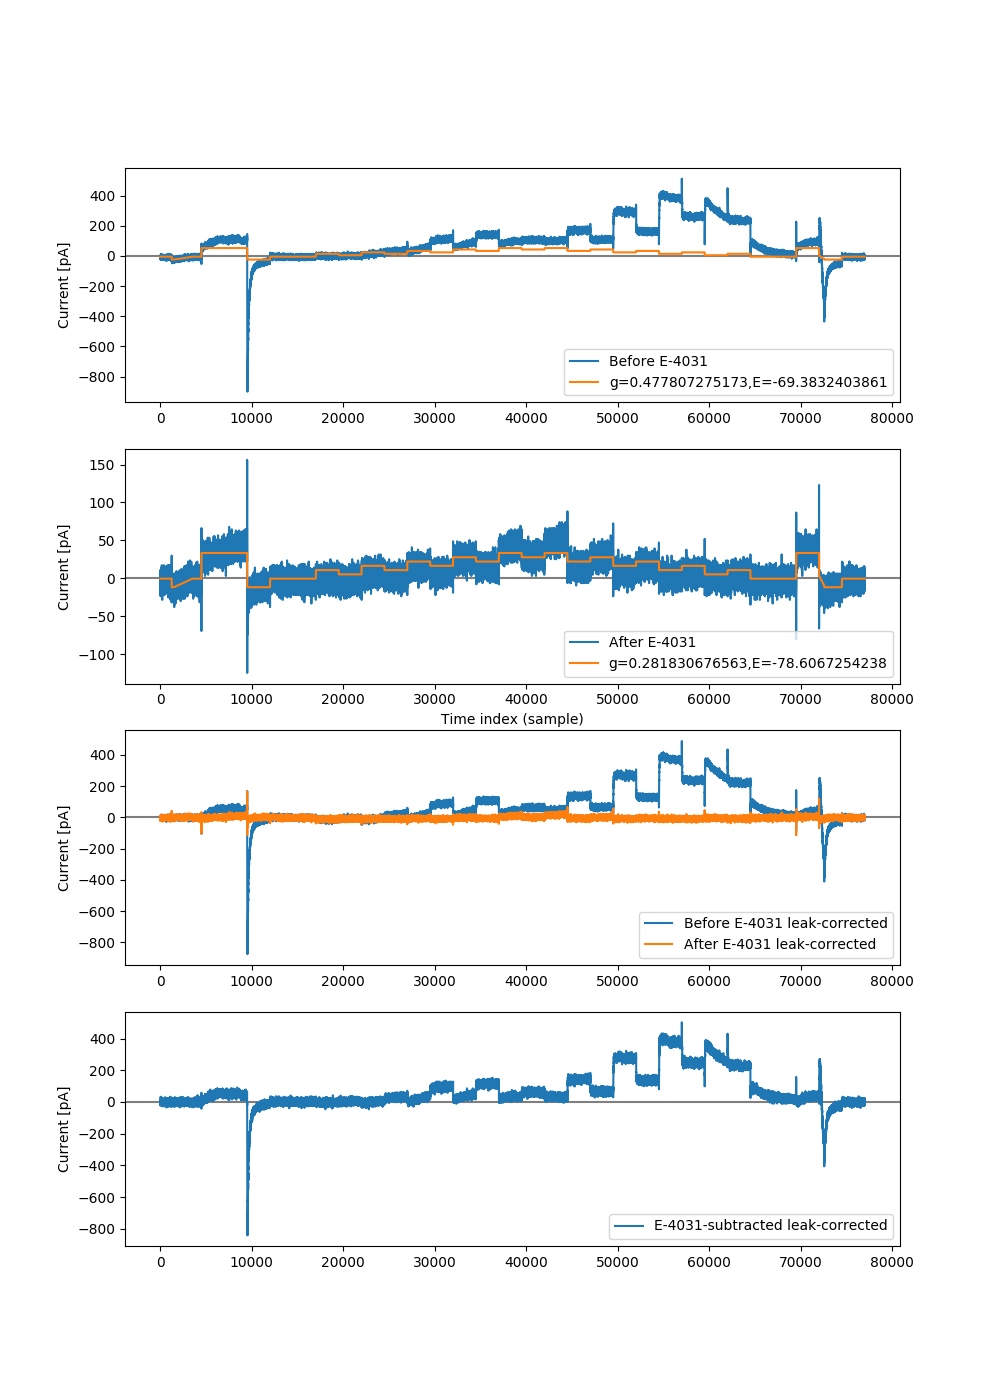 400
200
0
−200
−400
−600
−800
Current [pA]
Before E-4031
g=0.477807275173,E=-69.3832403861
0 10000 20000 30000 40000 50000 60000 70000 80000
150
100
50
0
−50
−100
Current [pA]
After E-4031
g=0.281830676563,E=-78.6067254238
0 10000 20000 30000 40000 50000 60000 70000 80000
Time index (sample)
400
200
0
−200
−400
−600
−800
Current [pA]
Before E-4031 leak-corrected
After E-4031 leak-corrected
0 10000 20000 30000 40000 50000 60000 70000 80000
400
200
0
−200
−400
−600
−800
Current [pA]
E-4031-subtracted leak-corrected
0 10000 20000 30000 40000 50000 60000 70000 80000